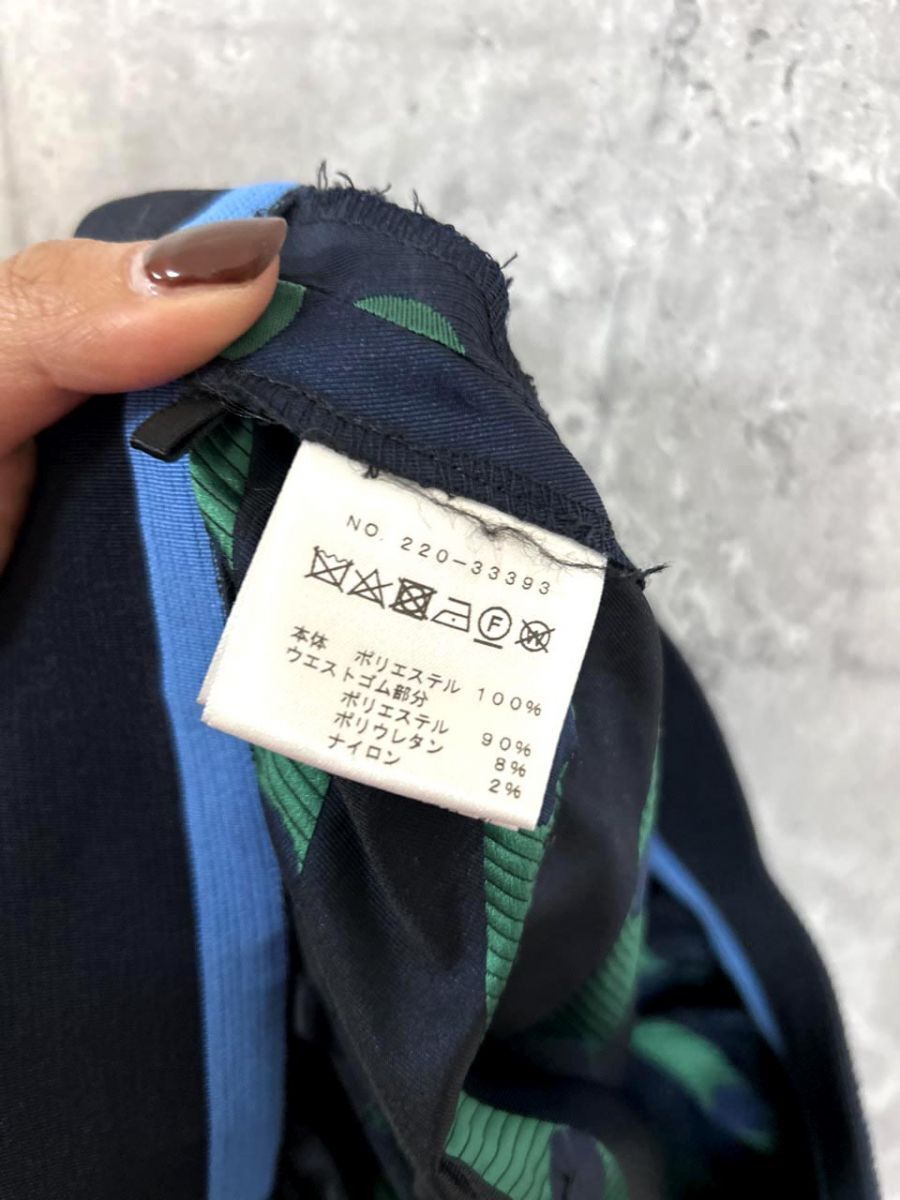 NO. 220-33393
F W
本体 ポリエステル 100%
ウエストゴム部分
ポリエステル 90%
ポリウレタン 8%
ナイロン 2%